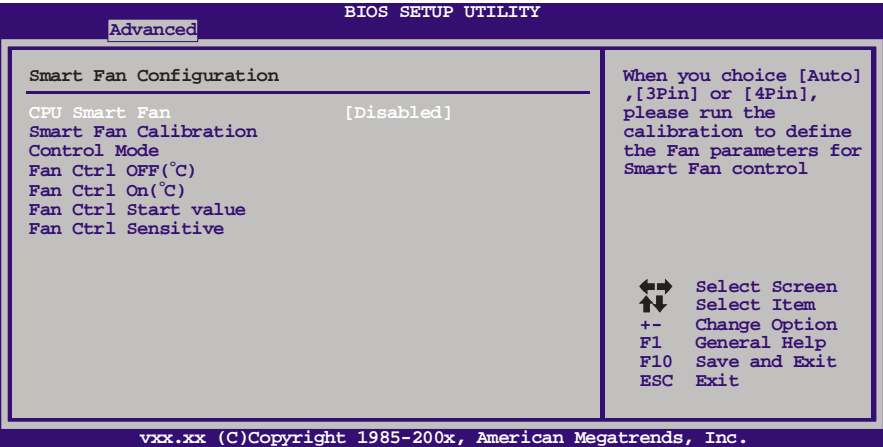 BIOS SETUP UTILITY
Advanced
Smart Fan Configuration
CPU Smart Fan [Disabled]
Smart Fan Calibration
Control Mode
Fan Ctrl OFF(°C)
Fan Ctrl On(°C)
Fan Ctrl Start value
Fan Ctrl Sensitive
When you choice [Auto]
,[3Pin] or [4Pin],
please run the
calibration to define
the Fan parameters for
Smart Fan control
Select Screen
Select Item
+- Change Option
F1 General Help
F10 Save and Exit
ESC Exit
vxx.xx (C)Copyright 1985-200x, American Megatrends, Inc.